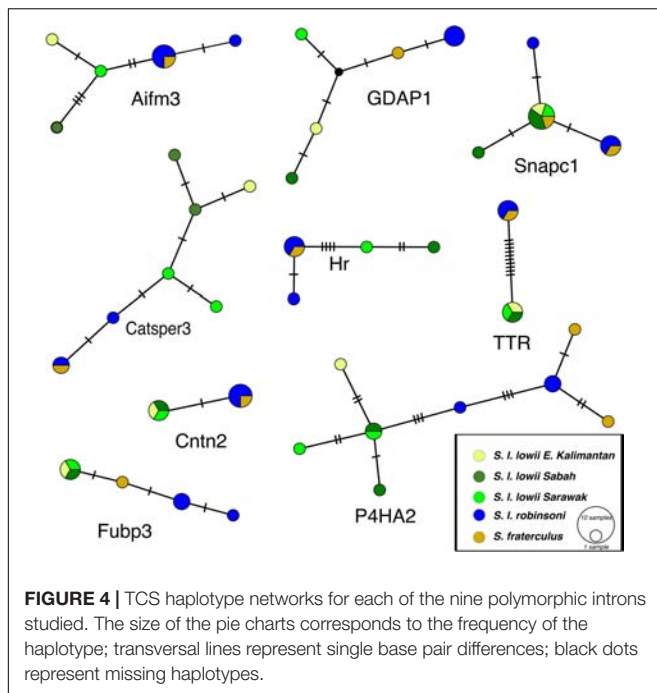 Aifm3
GDAP1
Snapc1
Catsper3
Hr
TTR
Cntn2
Fubp3
P4HA2
S. l. lowii E. Kalimantan
S. l. lowii Sabah
S. l. lowii Sarawak
S. l. robinsoni
S. fraterculus
10 samples
1 sample
FIGURE 4 | TCS haplotype networks for each of the nine polymorphic introns
studied. The size of the pie charts corresponds to the frequency of the
haplotype; transversal lines represent single base pair differences; black dots
represent missing haplotypes.